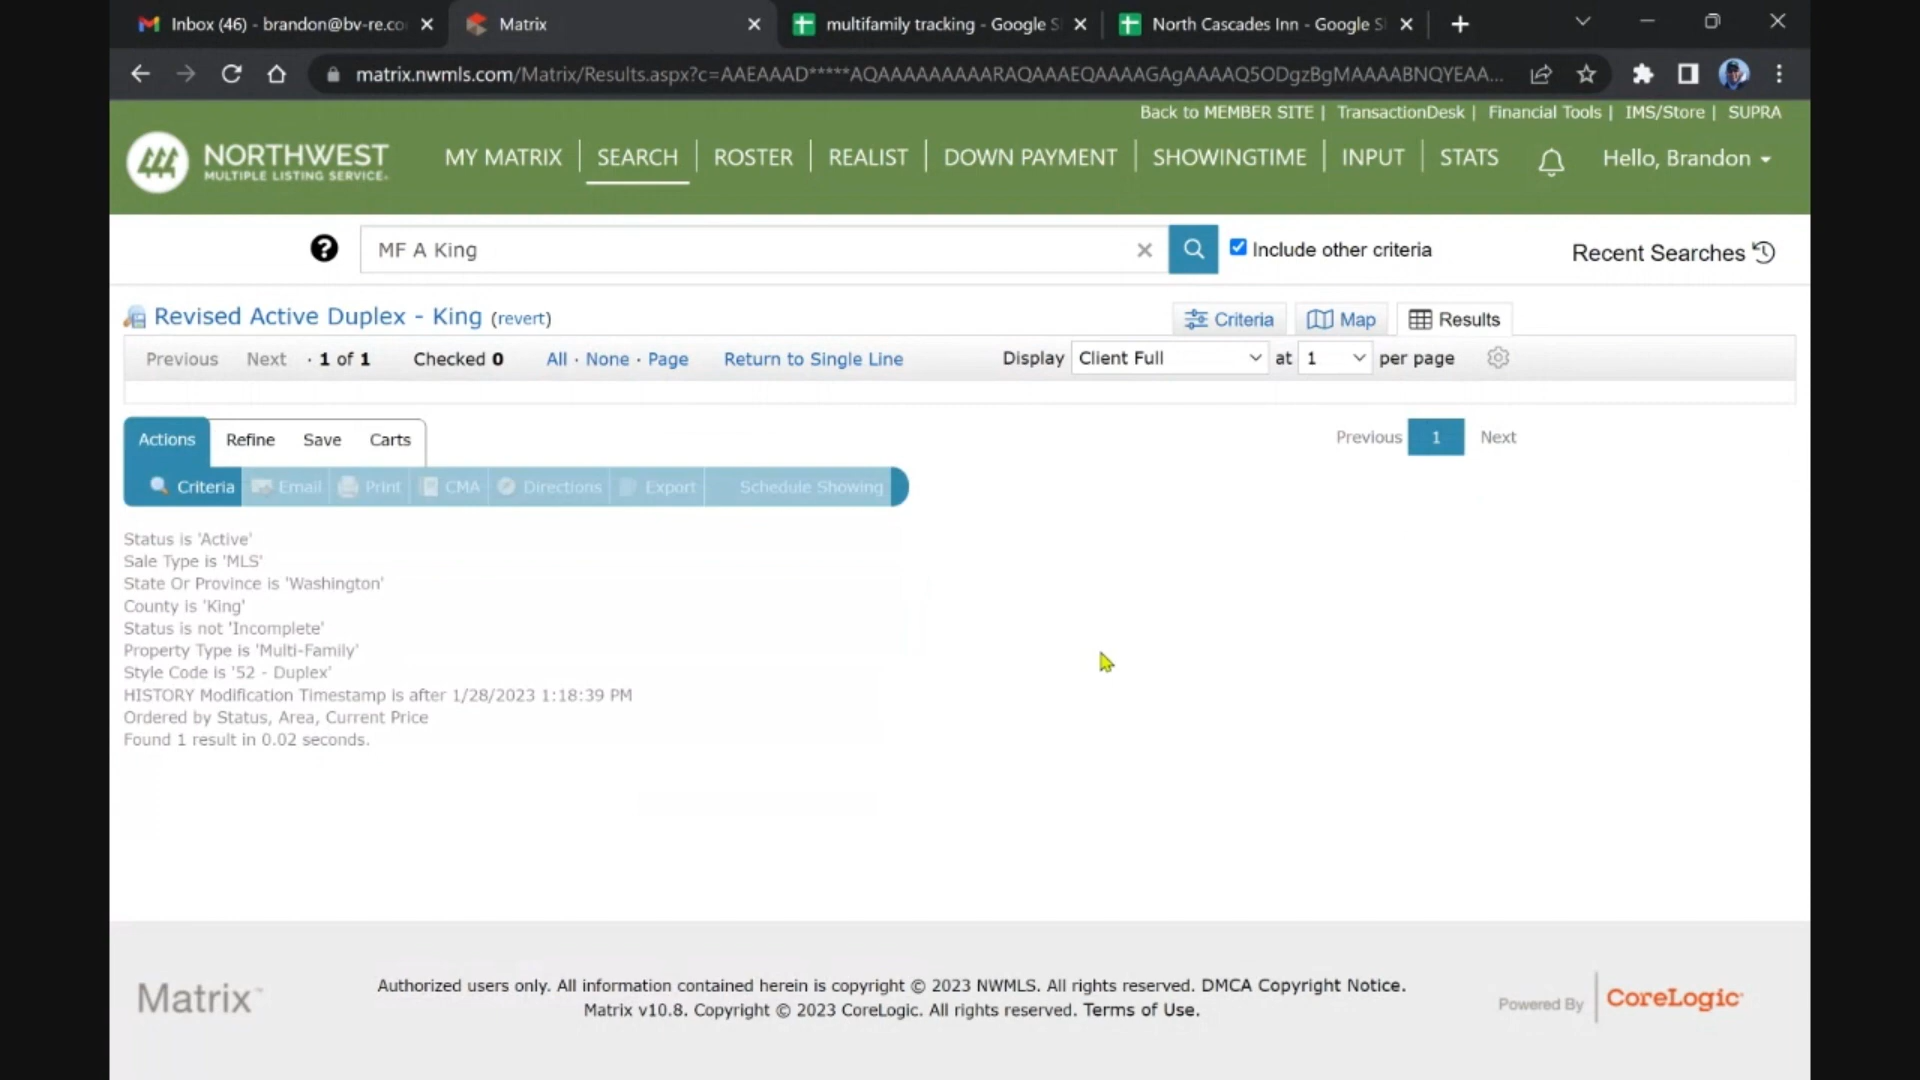 Inbox (46) - brandon@bv-re.co
Matrix
multifamily tracking - Google S
North Cascades Inn - Google S
matrix.nwmls.com/Matrix/Results.aspx?c=AAEAAAD*****AQAAAAAAAAARAQAAAEQAAAAGAgAAAAQ5ODgzBgMAAAABNQYEAA...
Back to MEMBER SITE | TransactionDesk | Financial Tools | IMS/Store | SUPRA
NORTHWEST
MULTIPLE LISTING SERVICE
MY MATRIX | SEARCH | ROSTER | REALIST | DOWN PAYMENT | SHOWINGTIME | INPUT | STATS
Hello, Brandon
MF A King
Include other criteria
Recent Searches
Revised Active Duplex - King (revert)
Criteria
Map
Results
Previous Next · 1 of 1 Checked 0 All · None · Page Return to Single Line
Display Client Full at 1 per page
Actions Refine Save Carts
Previous 1 Next
Criteria Email Print CMA Directions Export Schedule Showing
Status is 'Active'
Sale Type is 'MLS'
State Or Province is 'Washington'
County is 'King'
Status is not 'Incomplete'
Property Type is 'Multi-Family'
Style Code is '52 - Duplex'
HISTORY Modification Timestamp is after 1/28/2023 1:18:39 PM
Ordered by Status, Area, Current Price
Found 1 result in 0.02 seconds.
Matrix™
Authorized users only. All information contained herein is copyright © 2023 NWMLS. All rights reserved. DMCA Copyright Notice.
Matrix v10.8. Copyright © 2023 CoreLogic. All rights reserved. Terms of Use.
Powered By CoreLogic